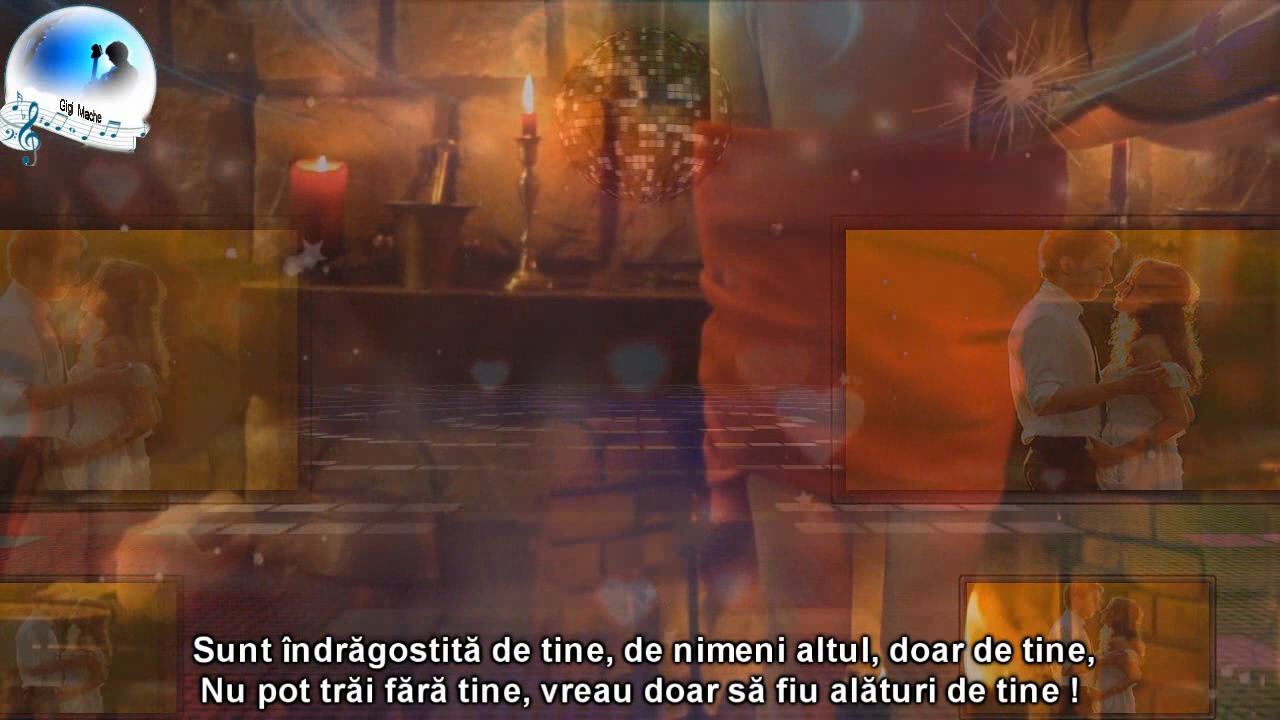 Gigi Mache
Sunt îndrăgostită de tine, de nimeni altul, doar de tine,
Nu pot trăi fără tine, vreau doar să fiu alături de tine !